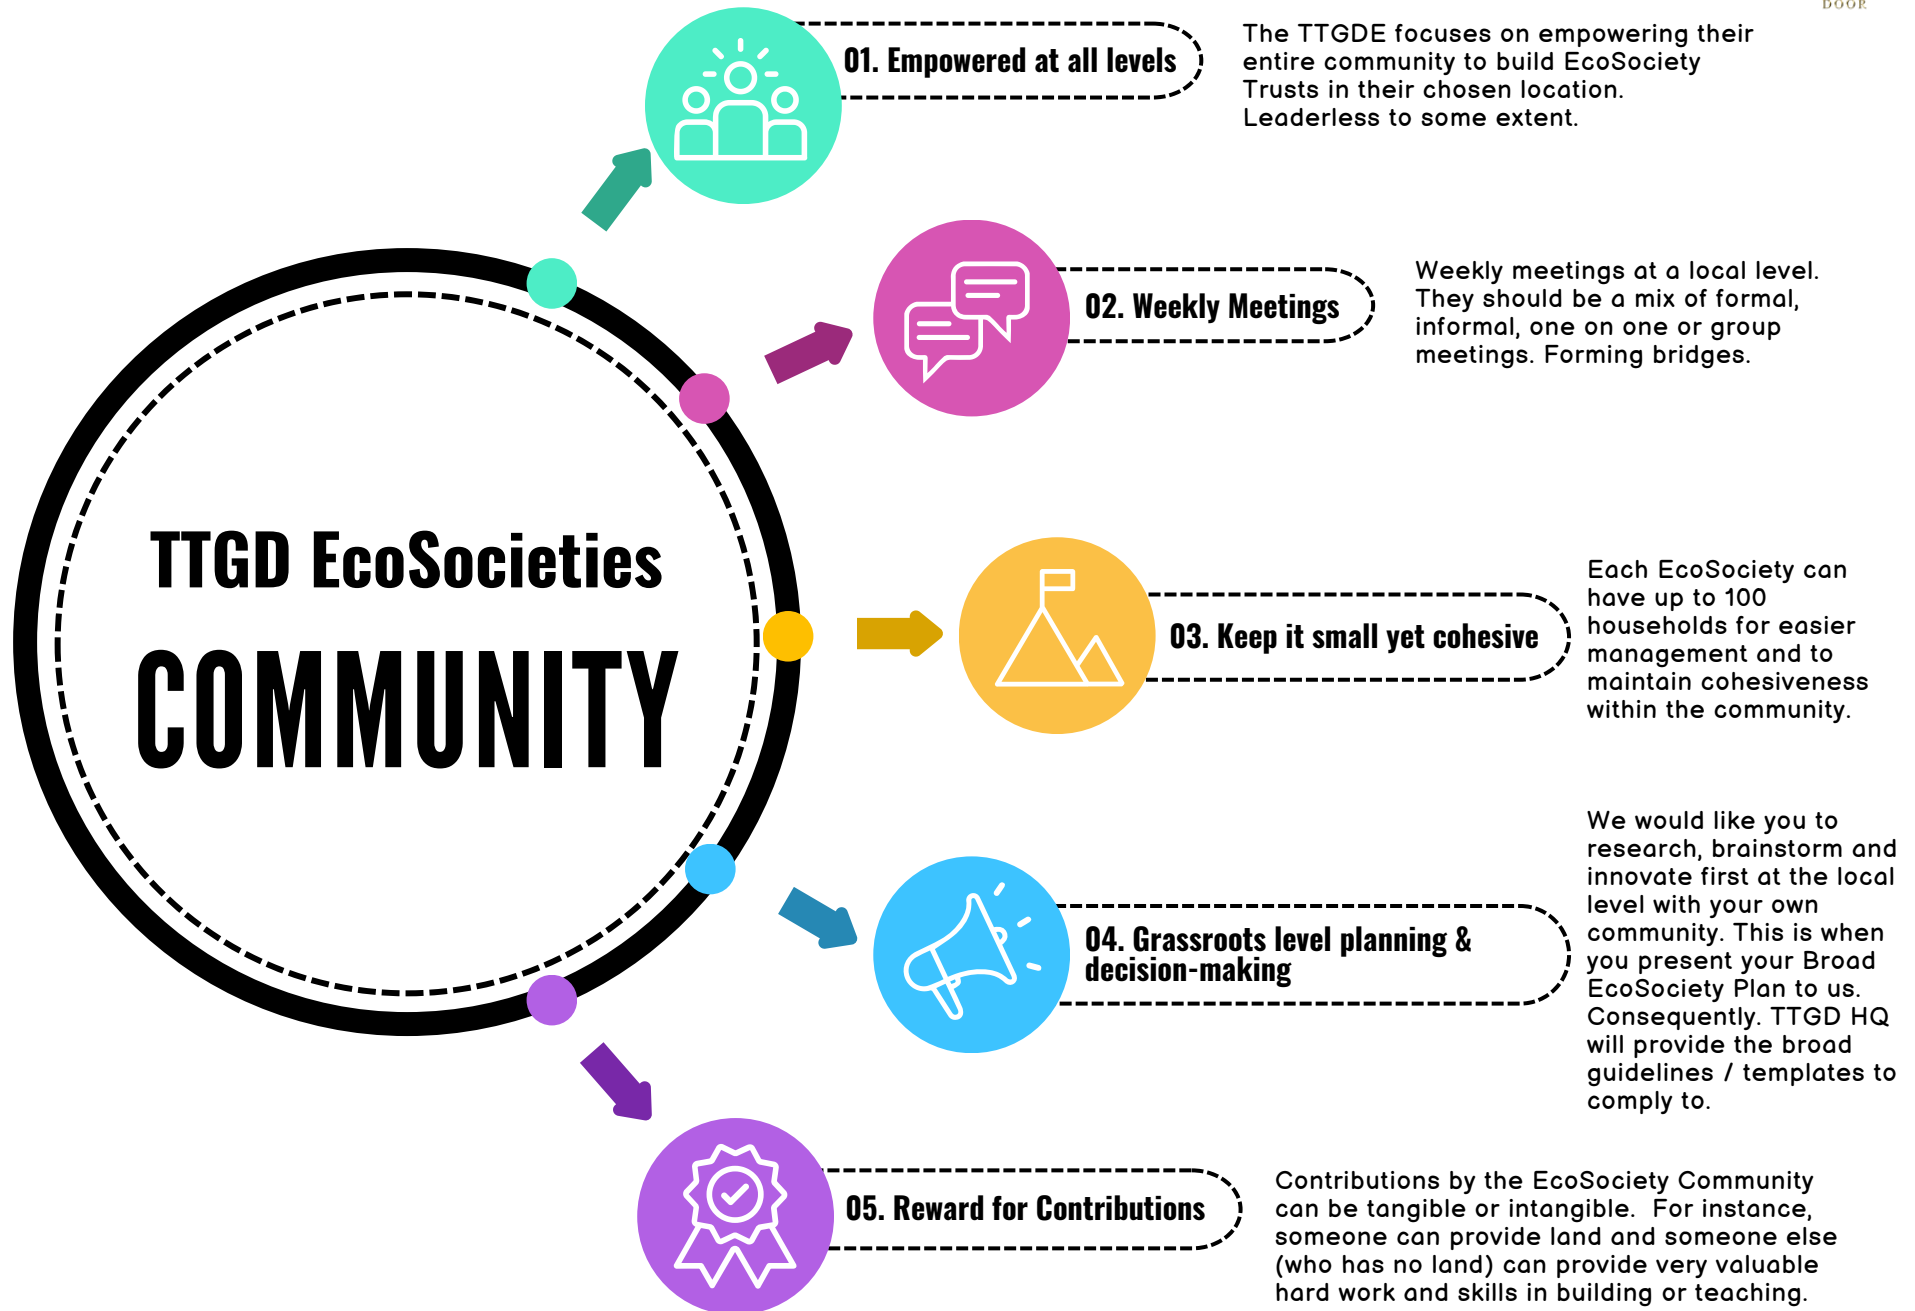 DOOR
01. Empowered at all levels
The TTGDE focuses on empowering their
entire community to build EcoSociety
Trusts in their chosen location.
Leaderless to some extent.
02. Weekly Meetings
Weekly meetings at a local level.
They should be a mix of formal,
informal, one on one or group
meetings. Forming bridges.
TTGD EcoSocieties
COMMUNITY
03. Keep it small yet cohesive
Each EcoSociety can
have up to 100
households for easier
management and to
maintain cohesiveness
within the community.
04. Grassroots level planning &
decision-making
We would like you to
research, brainstorm and
innovate first at the local
level with your own
community. This is when
you present your Broad
EcoSociety Plan to us.
Consequently. TTGD HQ
will provide the broad
guidelines / templates to
comply to.
05. Reward for Contributions
Contributions by the EcoSociety Community
can be tangible or intangible.  For instance,
someone can provide land and someone else
(who has no land) can provide very valuable
hard work and skills in building or teaching.